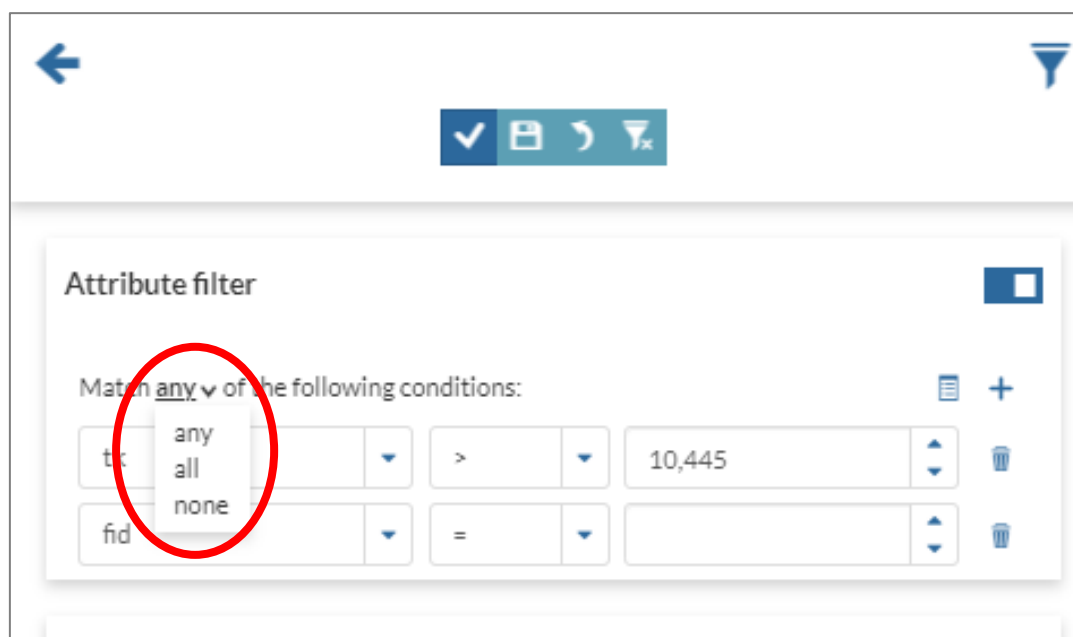 Attribute filter
Match any of the following conditions:
any
all
none
> 10,445
fid =